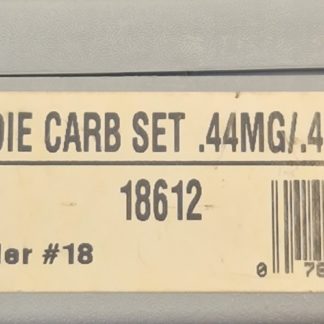 DIE CARB SET .44MG/.4
18612
ler #18
0 76